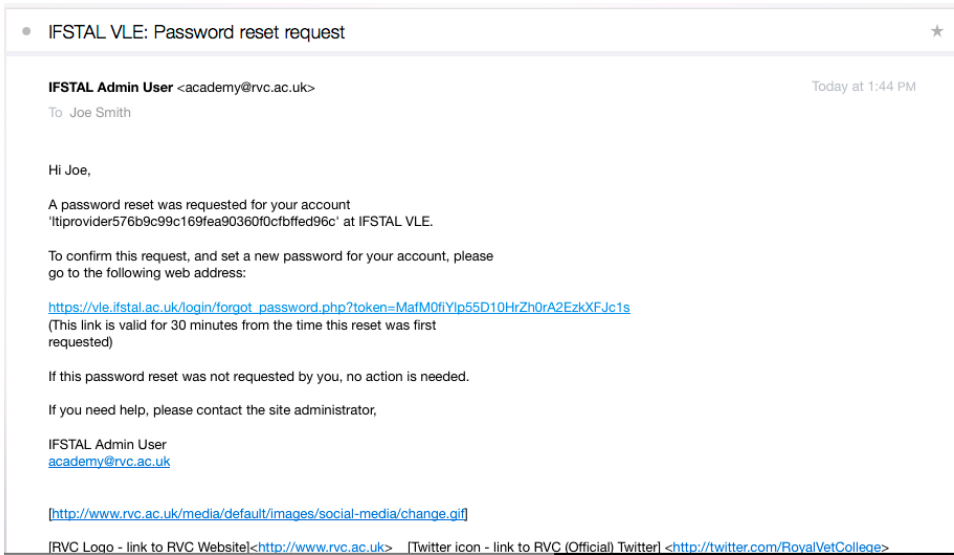 IFSTAL VLE: Password reset request
IFSTAL Admin User <academy@rvc.ac.uk>
Today at 1:44 PM
To Joe Smith
Hi Joe,
A password reset was requested for your account
'ltiprovider576b9c99c169fea90360f0cfbffed96c' at IFSTAL VLE.
To confirm this request, and set a new password for your account, please
go to the following web address:
https://vle.ifstal.ac.uk/login/forgot_password.php?token=MafM0fiYlp55D10HrZh0rA2EzkXFJc1s
(This link is valid for 30 minutes from the time this reset was first
requested)
If this password reset was not requested by you, no action is needed.
If you need help, please contact the site administrator,
IFSTAL Admin User
academy@rvc.ac.uk
[http://www.rvc.ac.uk/media/default/images/social-media/change.gif]
[RVC Logo - link to RVC Website]<http://www.rvc.ac.uk> [Twitter icon - link to RVC (Official) Twitter] <http://twitter.com/RoyalVetCollege>